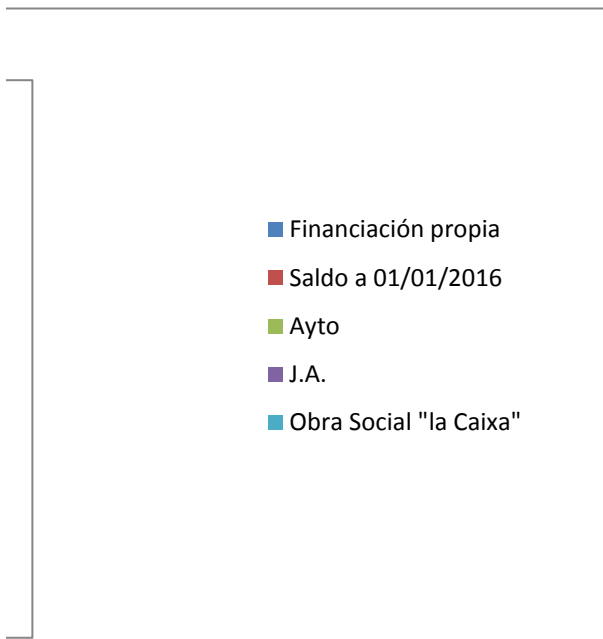 Financiación propia
Saldo a 01/01/2016
Ayto
J.A.
Obra Social "la Caixa"